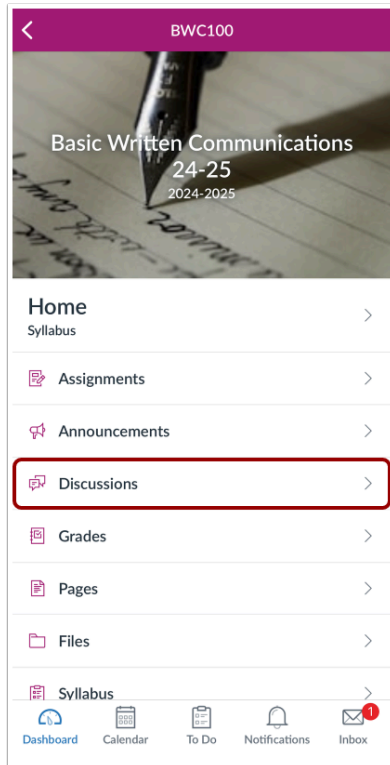 BWC100
Basic Written Communications
24-25
2024-2025
Home
Syllabus
Assignments
Announcements
Discussions
Grades
Pages
Files
Syllabus
1
Dashboard Calendar To Do Notifications Inbox